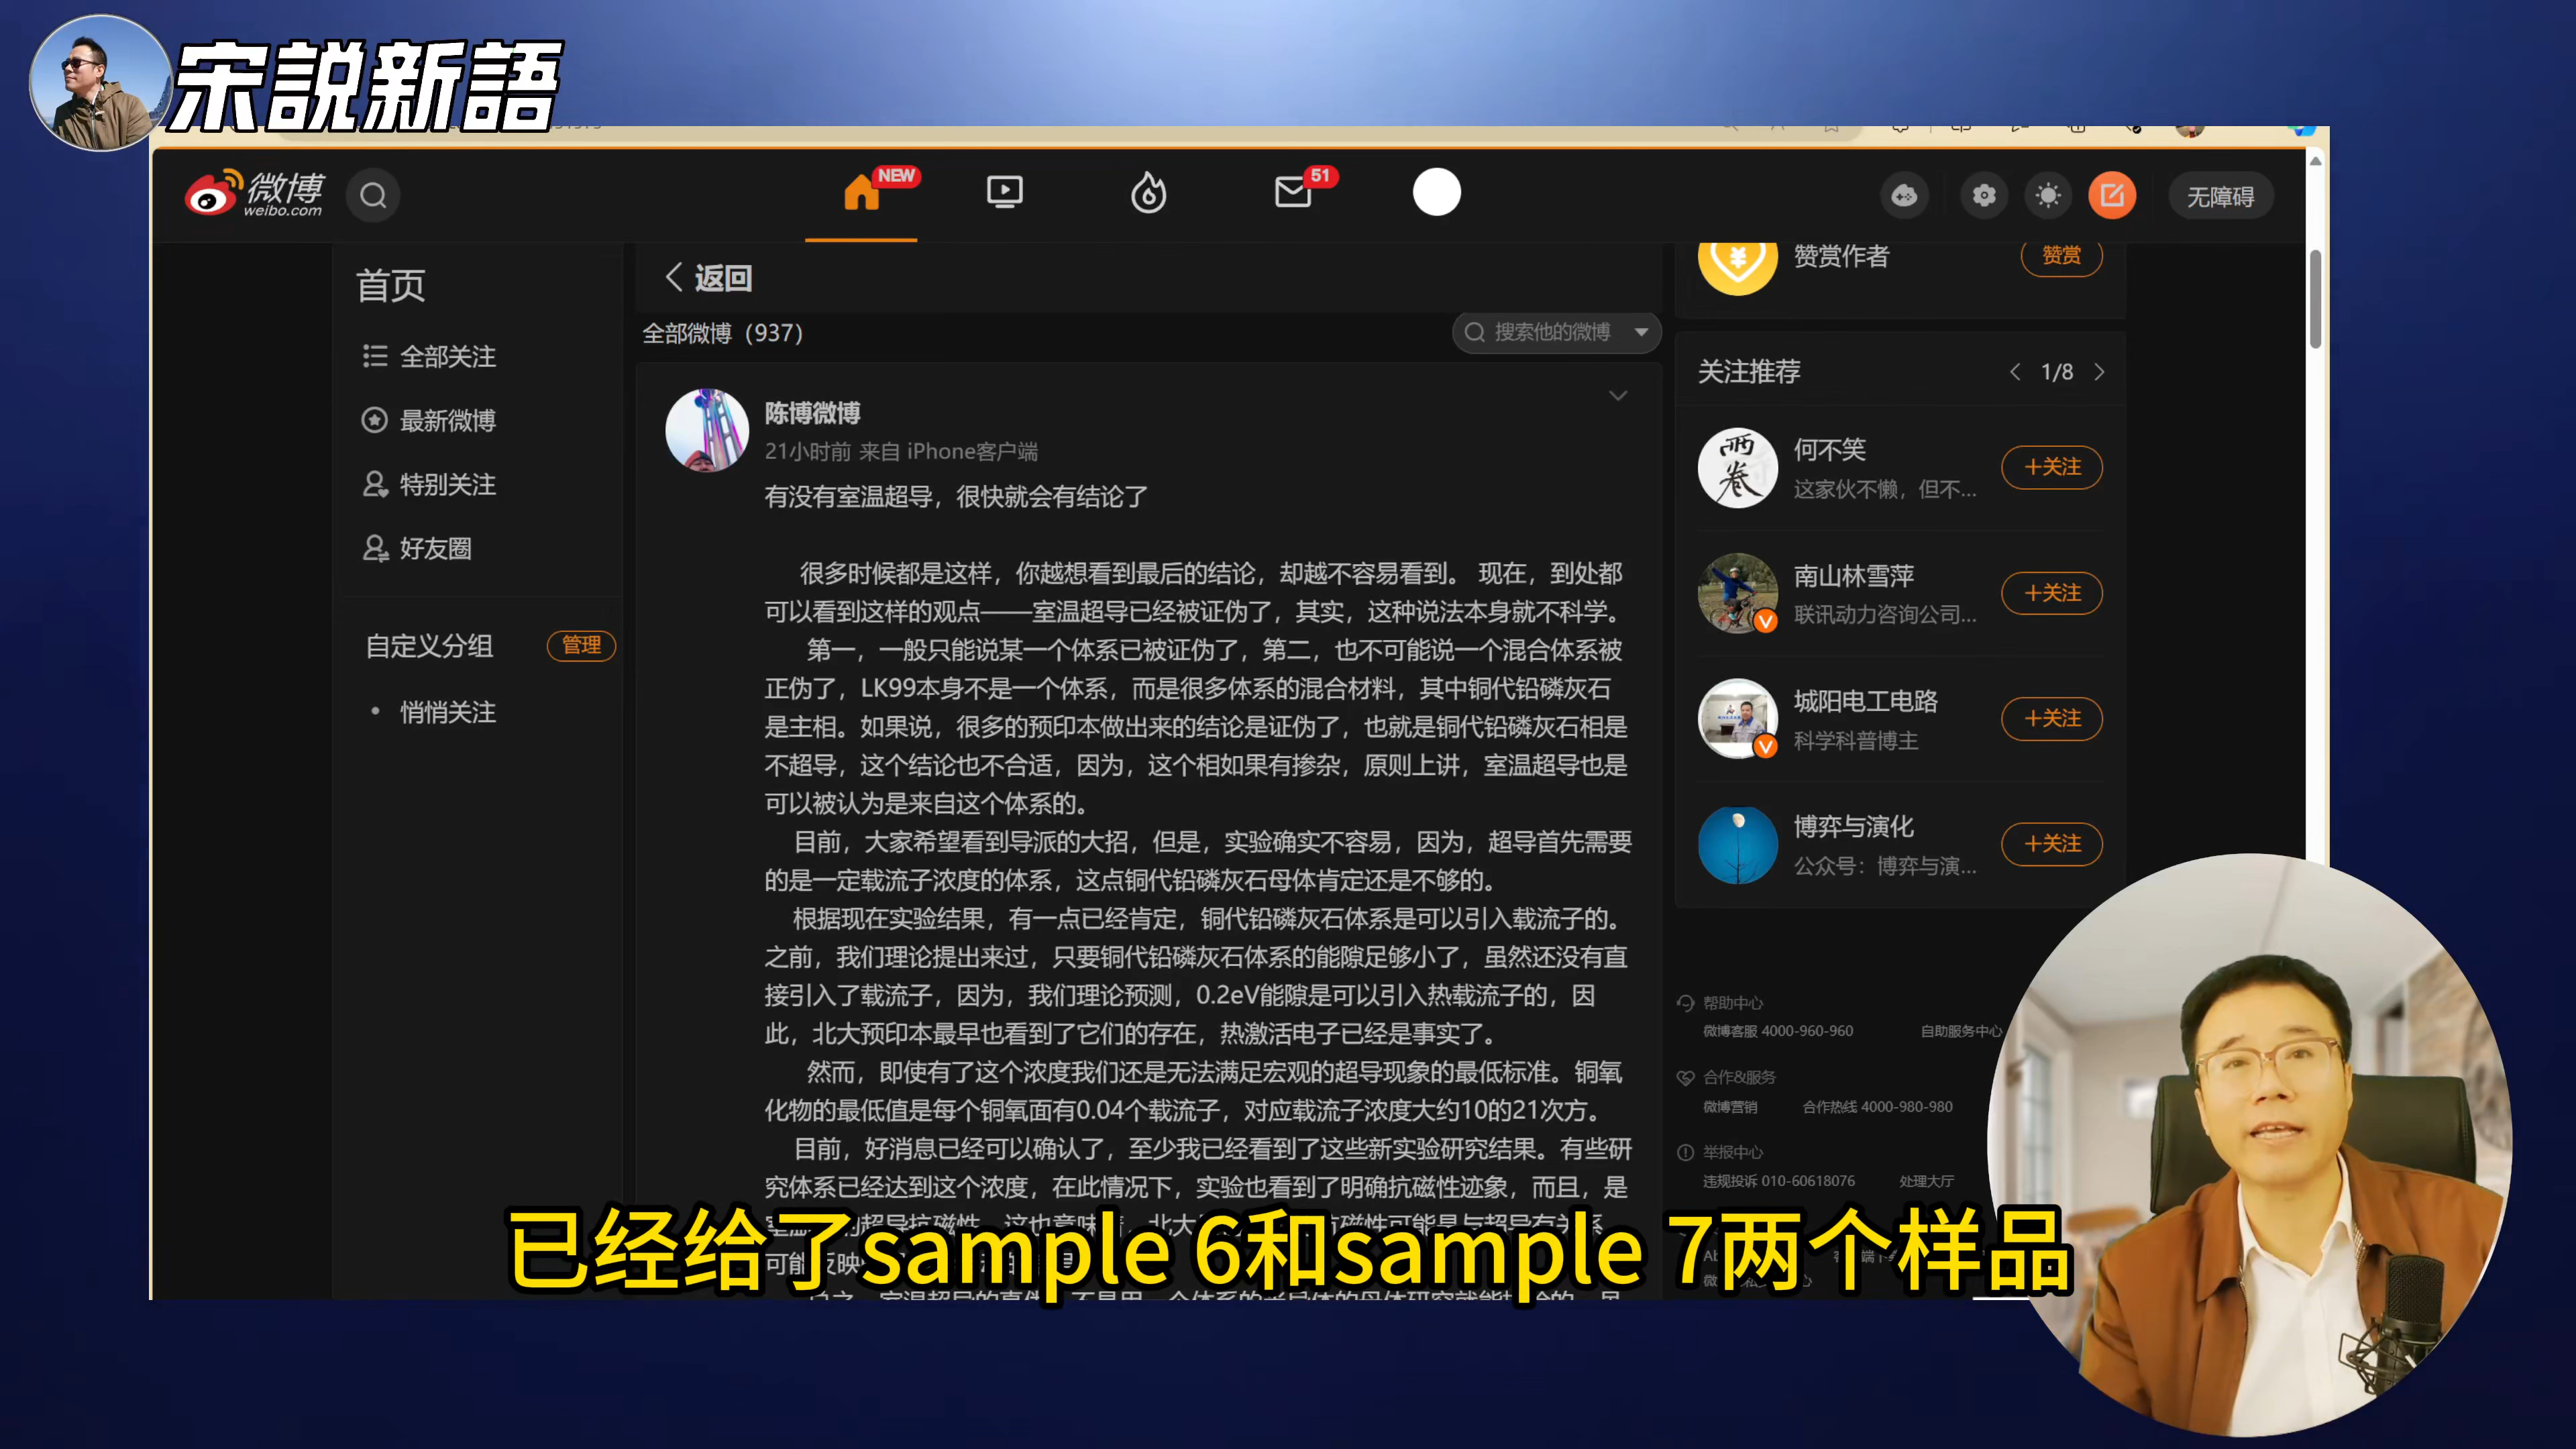 宋説新語
微博
weibo.com
NEW
51
无障碍
首页
全部关注
最新微博
特别关注
好友圈
自定义分组
管理
悄悄关注
返回
全部微博（937）
搜索他的微博
陈博微博
21小时前 来自 iPhone客户端
有没有室温超导，很快就会有结论了
很多时候都是这样，你越想看到最后的结论，却越不容易看到。 现在，到处都
可以看到这样的观点——室温超导已经被证伪了，其实，这种说法本身就不科学。
第一，一般只能说某一个体系已被证伪了，第二，也不可能说一个混合体系被
正伪了，LK99本身不是一个体系，而是很多体系的混合材料，其中铜代铅磷灰石
是主相。如果说，很多的预印本做出来的结论是证伪了，也就是铜代铅磷灰石相是
不超导，这个结论也不合适，因为，这个相如果有掺杂，原则上讲，室温超导也是
可以被认为是来自这个体系的。
目前，大家希望看到导派的大招，但是，实验确实不容易，因为，超导首先需要
的是一定载流子浓度的体系，这点铜代铅磷灰石母体肯定还是不够的。
根据现在实验结果，有一点已经肯定，铜代铅磷灰石体系是可以引入载流子的。
之前，我们理论提出来过，只要铜代铅磷灰石体系的能隙足够小了，虽然还没有直
接引入了载流子，因为，我们理论预测，0.2eV能隙是可以引入热载流子的，因
此，北大预印本最早也看到了它们的存在，热激活电子已经是事实了。
然而，即使有了这个浓度我们还是无法满足宏观的超导现象的最低标准。铜氧
化物的最低值是每个铜氧面有0.04个载流子，对应载流子浓度大约10的21次方。
目前，好消息已经可以确认了，至少我已经看到了这些新实验研究结果。有些研
究体系已经达到这个浓度，在此情况下，实验也看到了明确抗磁性迹象，而且，是
赞赏作者
赞赏
关注推荐
1/8
何不笑
这家伙不懒，但不...
+关注
南山林雪萍
联讯动力咨询公司...
+关注
城阳电工电路
科学科普博主
+关注
博弈与演化
公众号：博弈与演...
+关注
帮助中心
微博客服 4000-960-960
自助服务中心
合作&服务
微博营销
合作热线 4000-980-980
举报中心
违规投诉 010-60618076
处理大厅
已经给了sample 6和sample 7两个样品